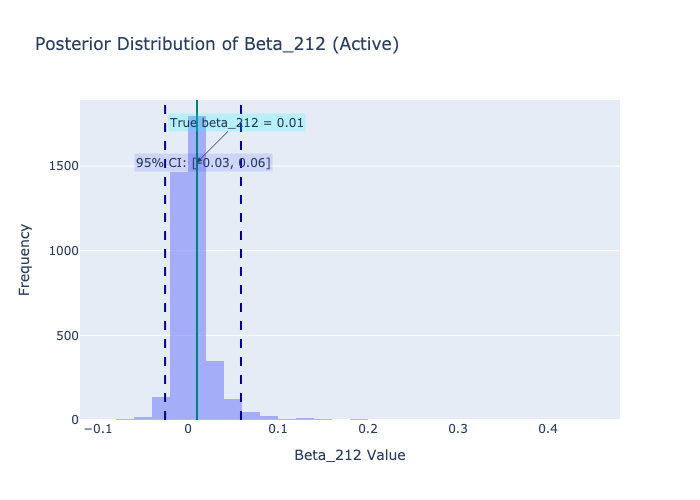 Posterior Distribution of Beta_212 (Active)
True beta_212 = 0.01
95% CI: [-0.03, 0.06]
1500
1000
500
0
Frequency
−0.1
0
0.1
0.2
0.3
0.4
Beta_212 Value